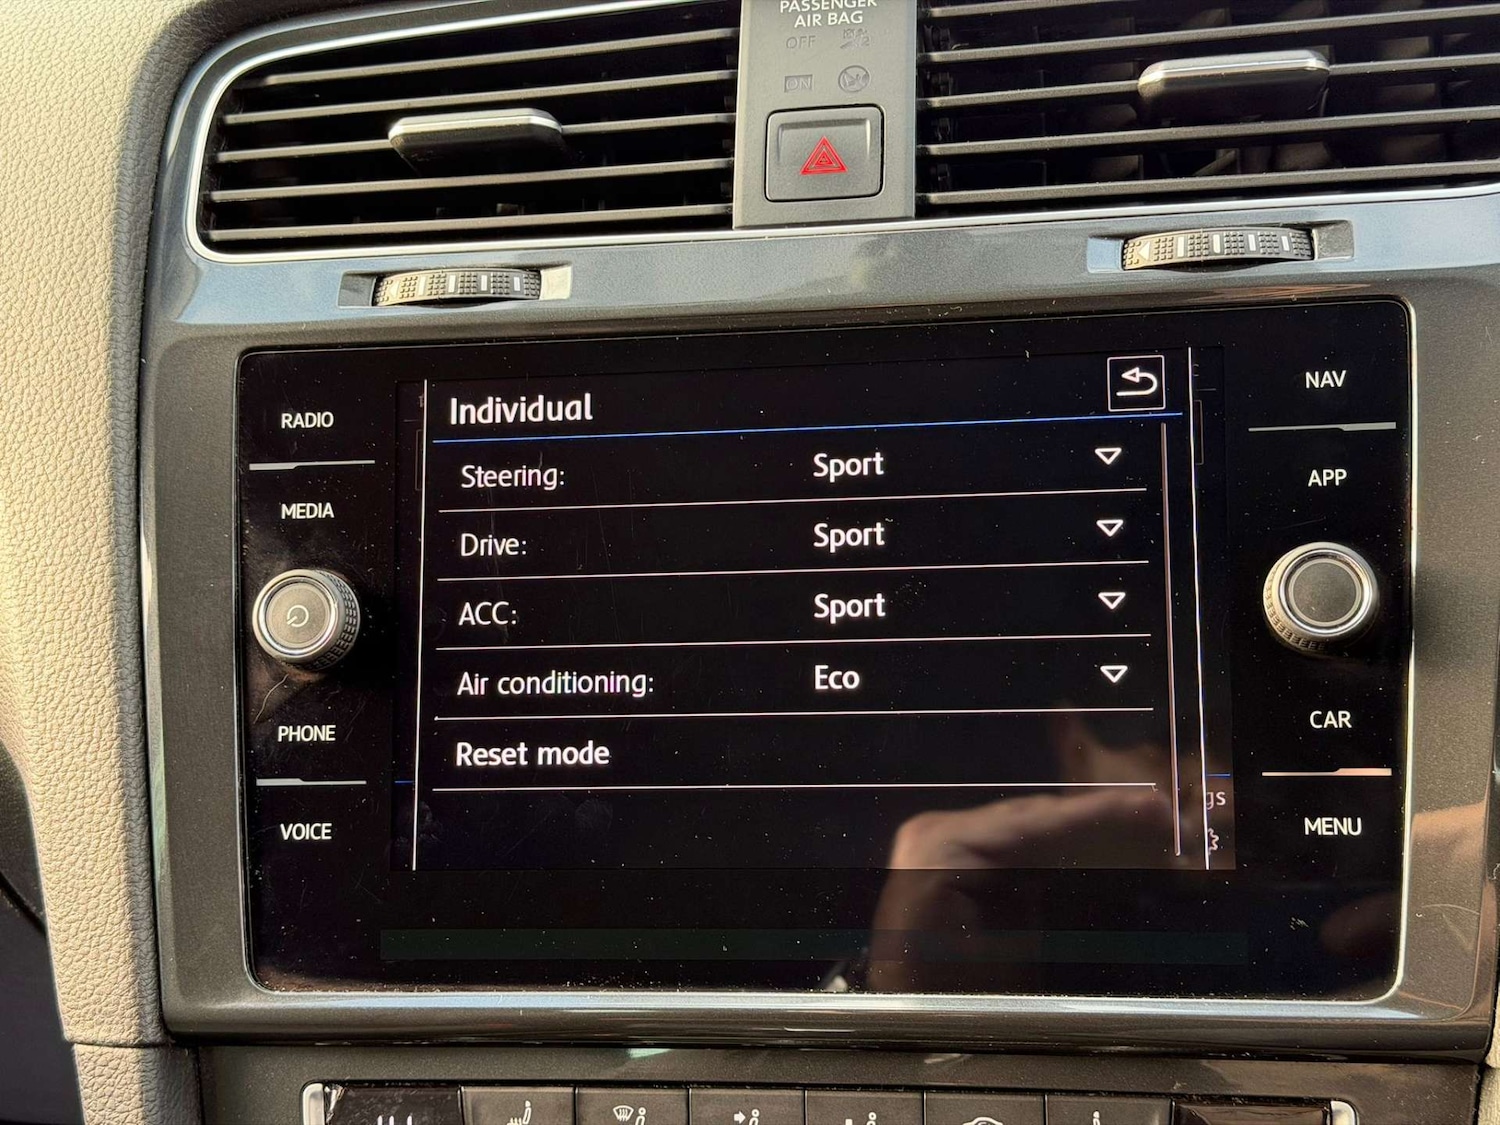 PASSENGER
AIR BAG
OFF
ON
RADIO
MEDIA
PHONE
VOICE
Individual
Steering: Sport
Drive: Sport
ACC: Sport
Air conditioning: Eco
Reset mode
gs
NAV
APP
CAR
MENU